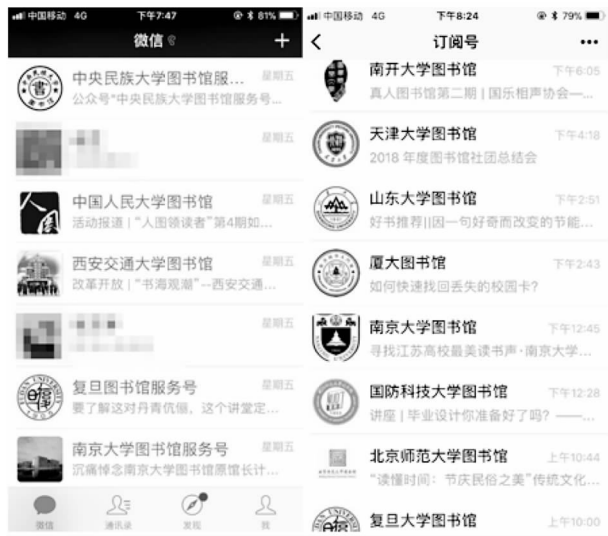 中国移动 4G 下午7:47 81%
微信
中央民族大学图书馆服... 星期五
公众号"中央民族大学图书馆服务号...
星期五
中国人民大学图书馆 星期五
活动报道 | "人图领读者"第4期如...
西安交通大学图书馆 星期五
改革开放 | "书海观潮"--西安交通...
星期五
复旦图书馆服务号 星期五
要了解这对丹青伉俪，这个讲堂定...
南京大学图书馆服务号 星期五
沉痛悼念南京大学图书馆原馆长计...
微信 通讯录 发现 我
中国移动 4G 下午8:24 79%
订阅号
南开大学图书馆 下午6:05
真人图书馆第二期 | 国乐相声协会—...
天津大学图书馆 下午4:18
2018 年度图书馆社团总结会
山东大学图书馆 下午2:51
好书推荐||因一句好奇而改变的节能...
厦大图书馆 下午2:43
如何快速找回丢失的校园卡?
南京大学图书馆 下午12:45
寻找江苏高校最美读书声·南京大学...
国防科技大学图书馆 下午12:28
讲座 | 毕业设计你准备好了吗? ——...
北京师范大学图书馆 上午10:44
"读懂时间：节庆民俗之美"传统文化...
复旦大学图书馆 上午10:00